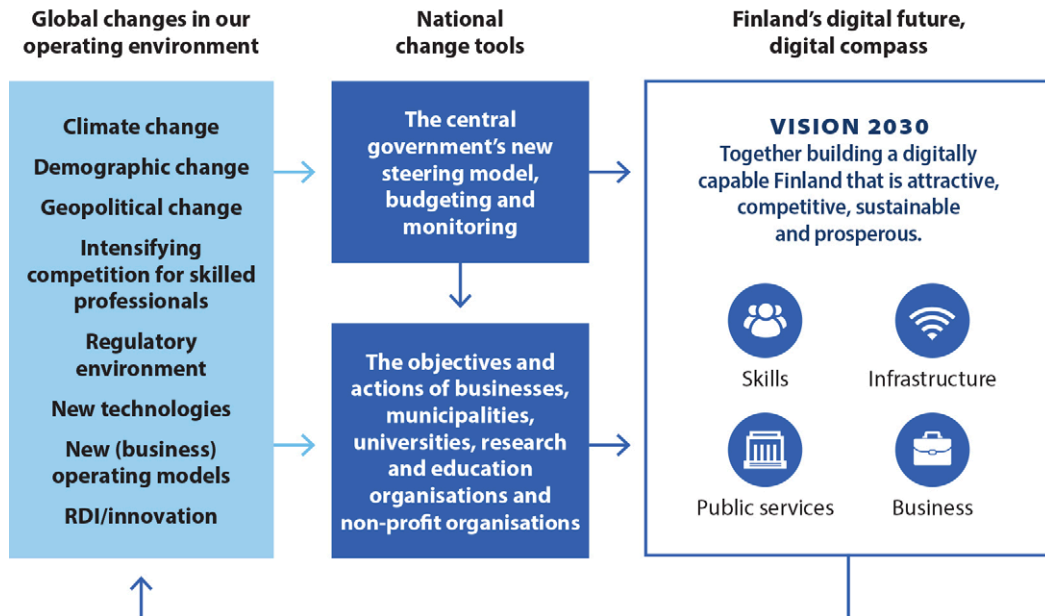 Global changes in our
operating environment
Climate change
Demographic change
Geopolitical change
Intensifying
competition for skilled
professionals
Regulatory
environment
New technologies
New (business)
operating models
RDI/innovation
National
change tools
The central
government's new
steering model,
budgeting and
monitoring
The objectives and
actions of businesses,
municipalities,
universities, research
and education
organisations and
non-profit organisations
Finland's digital future,
digital compass
VISION 2030
Together building a digitally
capable Finland that is attractive,
competitive, sustainable
and prosperous.
Skills
Infrastructure
Public services
Business